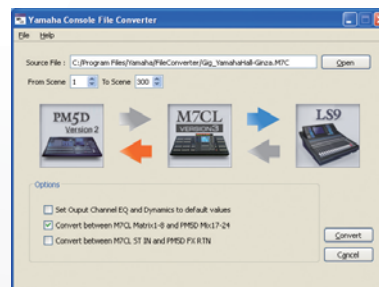 Yamaha Console File Converter
File Help
Source File : C:/Program Files/Yamaha/FileConverter/Gig_YamahaHall-Ginza.M7C Open
From Scene 1 To Scene 300
PM5D M7CL LS9
Version 2 VERSION3
Options
Set Ouput Channel EQ and Dynamics to default values
Convert between M7CL Matrix1-8 and PM5D Mix17-24
Convert between M7CL ST IN and PM5D FX RTN
Convert
Cancel